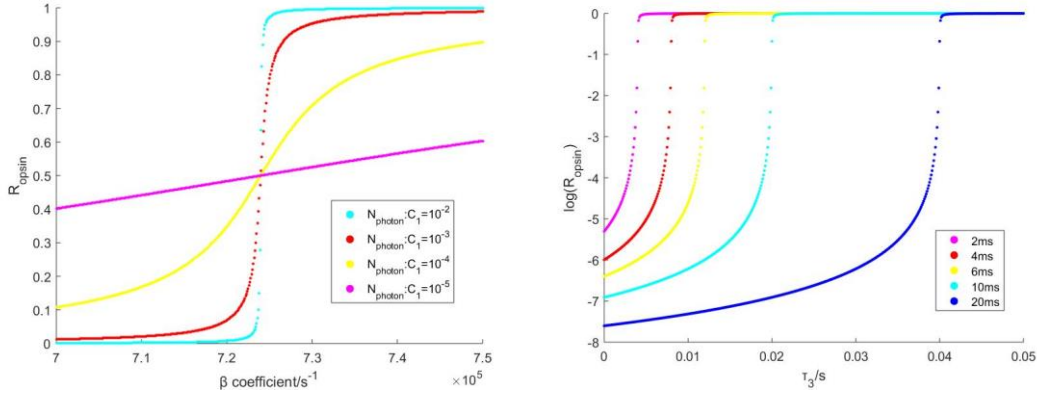 1
0.9
0.8
0.7
0.6
0.5
0.4
0.3
0.2
0.1
0
R_opsin
N_photon:C_1=10^-2
N_photon:C_1=10^-3
N_photon:C_1=10^-4
N_photon:C_1=10^-5
7 7.1 7.2 7.3 7.4 7.5
×10^5
β coefficient/s^-1
0
-1
-2
-3
-4
-5
-6
-7
-8
log(R_opsin)
2ms
4ms
6ms
10ms
20ms
0 0.01 0.02 0.03 0.04 0.05
τ_3/s